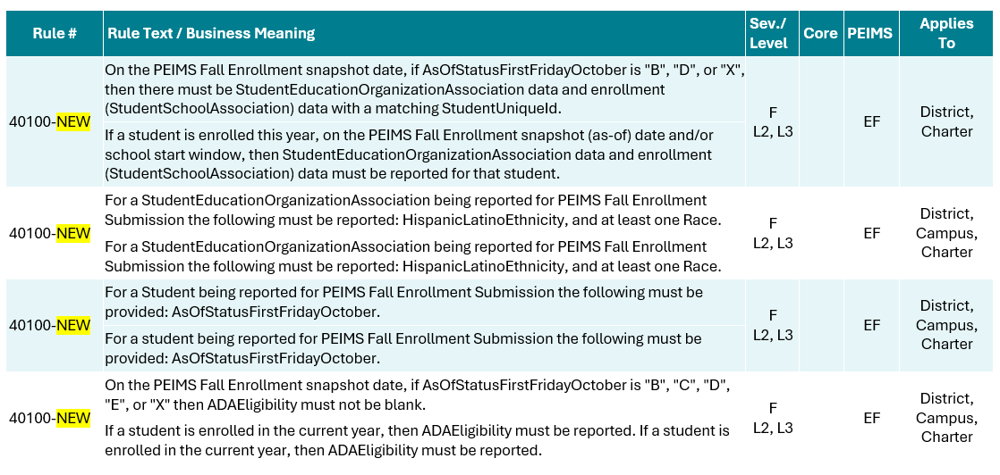 Rule #
Rule Text / Business Meaning
Sev./
Level
Core
PEIMS
Applies
To
40100-NEW
On the PEIMS Fall Enrollment snapshot date, if AsOfStatusFirstFridayOctober is "B", "D", or "X",
then there must be StudentEducationOrganizationAssociation data and enrollment
(StudentSchoolAssociation) data with a matching StudentUniqueId.
If a student is enrolled this year, on the PEIMS Fall Enrollment snapshot (as-of) date and/or
school start window, then StudentEducationOrganizationAssociation data and enrollment
(StudentSchoolAssociation) data must be reported for that student.
F
L2, L3
EF
District,
Charter
40100-NEW
For a StudentEducationOrganizationAssociation being reported for PEIMS Fall Enrollment
Submission the following must be reported: HispanicLatinoEthnicity, and at least one Race.
For a StudentEducationOrganizationAssociation being reported for PEIMS Fall Enrollment
Submission the following must be reported: HispanicLatinoEthnicity, and at least one Race.
F
L2, L3
EF
District,
Campus,
Charter
40100-NEW
For a Student being reported for PEIMS Fall Enrollment Submission the following must be
provided: AsOfStatusFirstFridayOctober.
For a student being reported for PEIMS Fall Enrollment Submission the following must be
provided: AsOfStatusFirstFridayOctober.
F
L2, L3
EF
District,
Campus,
Charter
40100-NEW
On the PEIMS Fall Enrollment snapshot date, if AsOfStatusFirstFridayOctober is "B", "C", "D",
"E", or "X" then ADAEligibility must not be blank.
If a student is enrolled in the current year, then ADAEligibility must be reported. If a student is
enrolled in the current year, then ADAEligibility must be reported.
F
L2, L3
EF
District,
Campus,
Charter